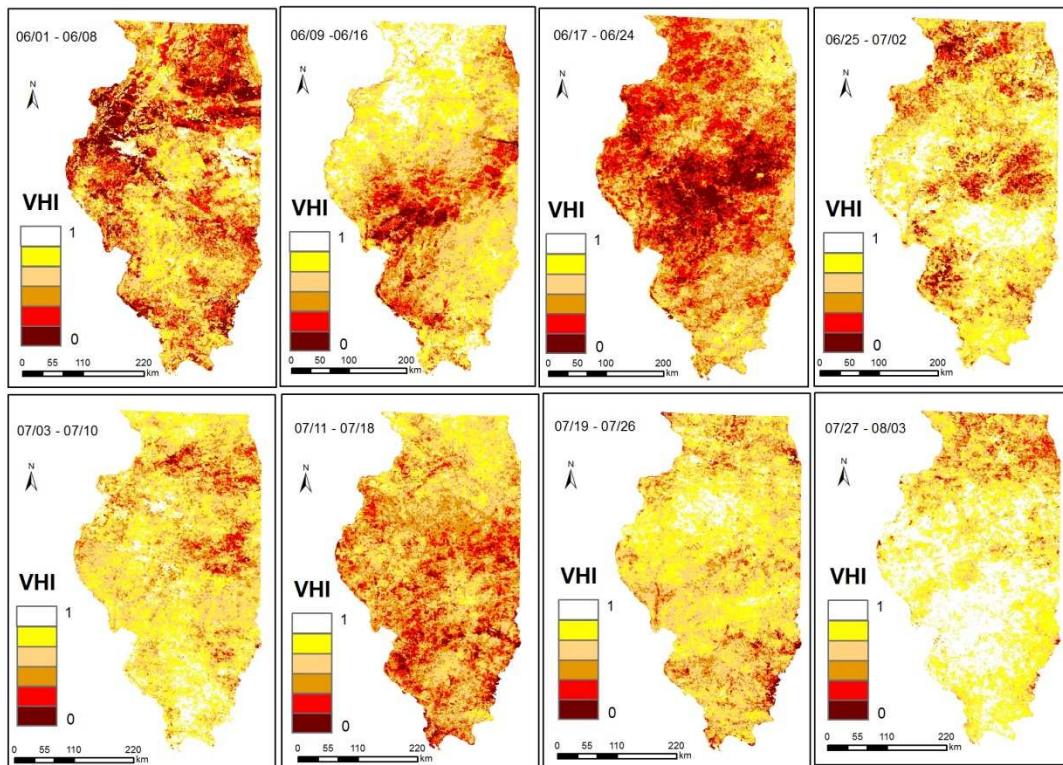 06/01 - 06/08
N
VHI
1
0
0 55 110 220
km
06/09 -06/16
N
VHI
1
0
0 50 100 200
km
06/17 - 06/24
N
VHI
1
0
0 50 100 200
km
06/25 - 07/02
N
VHI
1
0
0 50 100 200
km
07/03 - 07/10
N
VHI
1
0
0 55 110 220
km
07/11 - 07/18
N
VHI
1
0
0 55 110 220
km
07/19 - 07/26
N
VHI
1
0
0 55 110 220
km
07/27 - 08/03
N
VHI
1
0
0 55 110 220
km